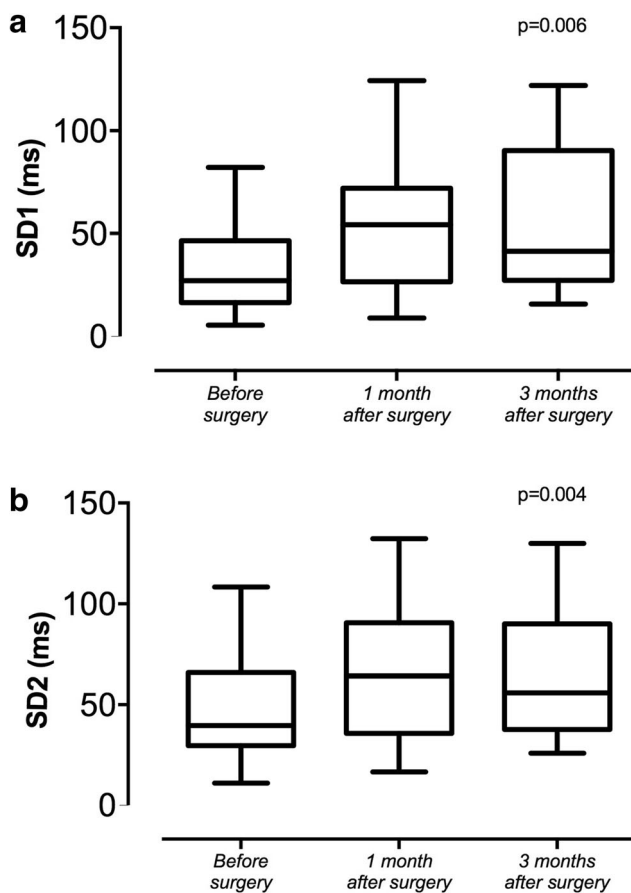 a
150
p=0.006
100
SD1 (ms)
50
0
Before
surgery
1 month
after surgery
3 months
after surgery
b
150
p=0.004
100
SD2 (ms)
50
0
Before
surgery
1 month
after surgery
3 months
after surgery